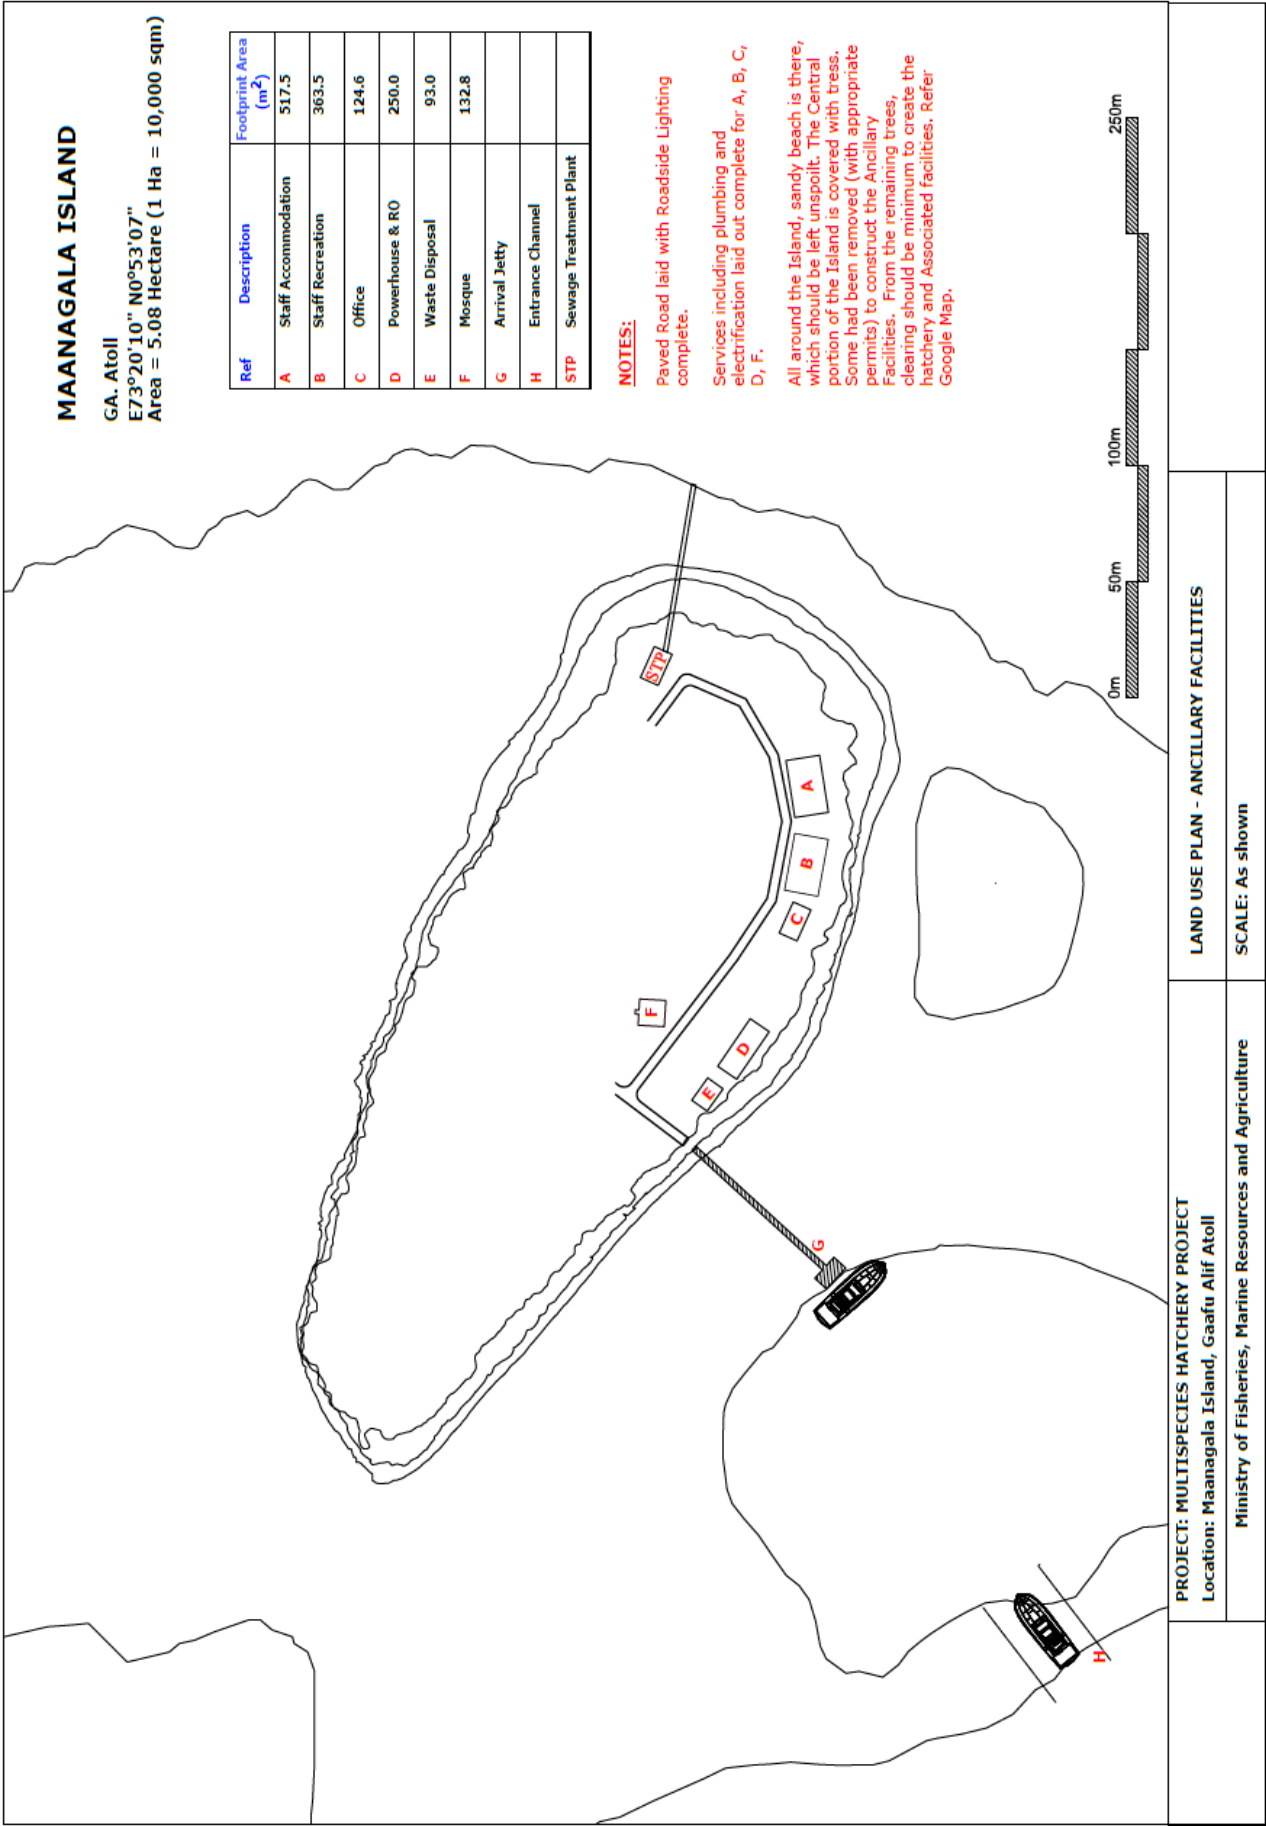 MAANAGALA ISLAND
GA. Atoll
E73°20'10" N0°53'07"
Area = 5.08 Hectare (1 Ha = 10,000 sqm)
Ref Description Footprint Area (m²)
A Staff Accommodation 517.5
B Staff Recreation 363.5
C Office 124.6
D Powerhouse & RO 250.0
E Waste Disposal 93.0
F Mosque 132.8
G Arrival Jetty
H Entrance Channel
STP Sewage Treatment Plant
NOTES:
Paved Road laid with Roadside Lighting
complete.
Services including plumbing and
electrification laid out complete for A, B, C,
D, F.
All around the Island, sandy beach is there,
which should be left unspoilt. The Central
portion of the Island is covered with tress.
Some had been removed (with appropriate
permits) to construct the Ancillary
Facilities. From the remaining trees,
clearing should be minimum to create the
hatchery and Associated facilities. Refer
Google Map.
STP
A
B
C
F
D
E
G
H
0m 50m 100m 250m
PROJECT: MULTISPECIES HATCHERY PROJECT
Location: Maanagala Island, Gaafu Alif Atoll
Ministry of Fisheries, Marine Resources and Agriculture
LAND USE PLAN - ANCILLARY FACILITIES
SCALE: As shown